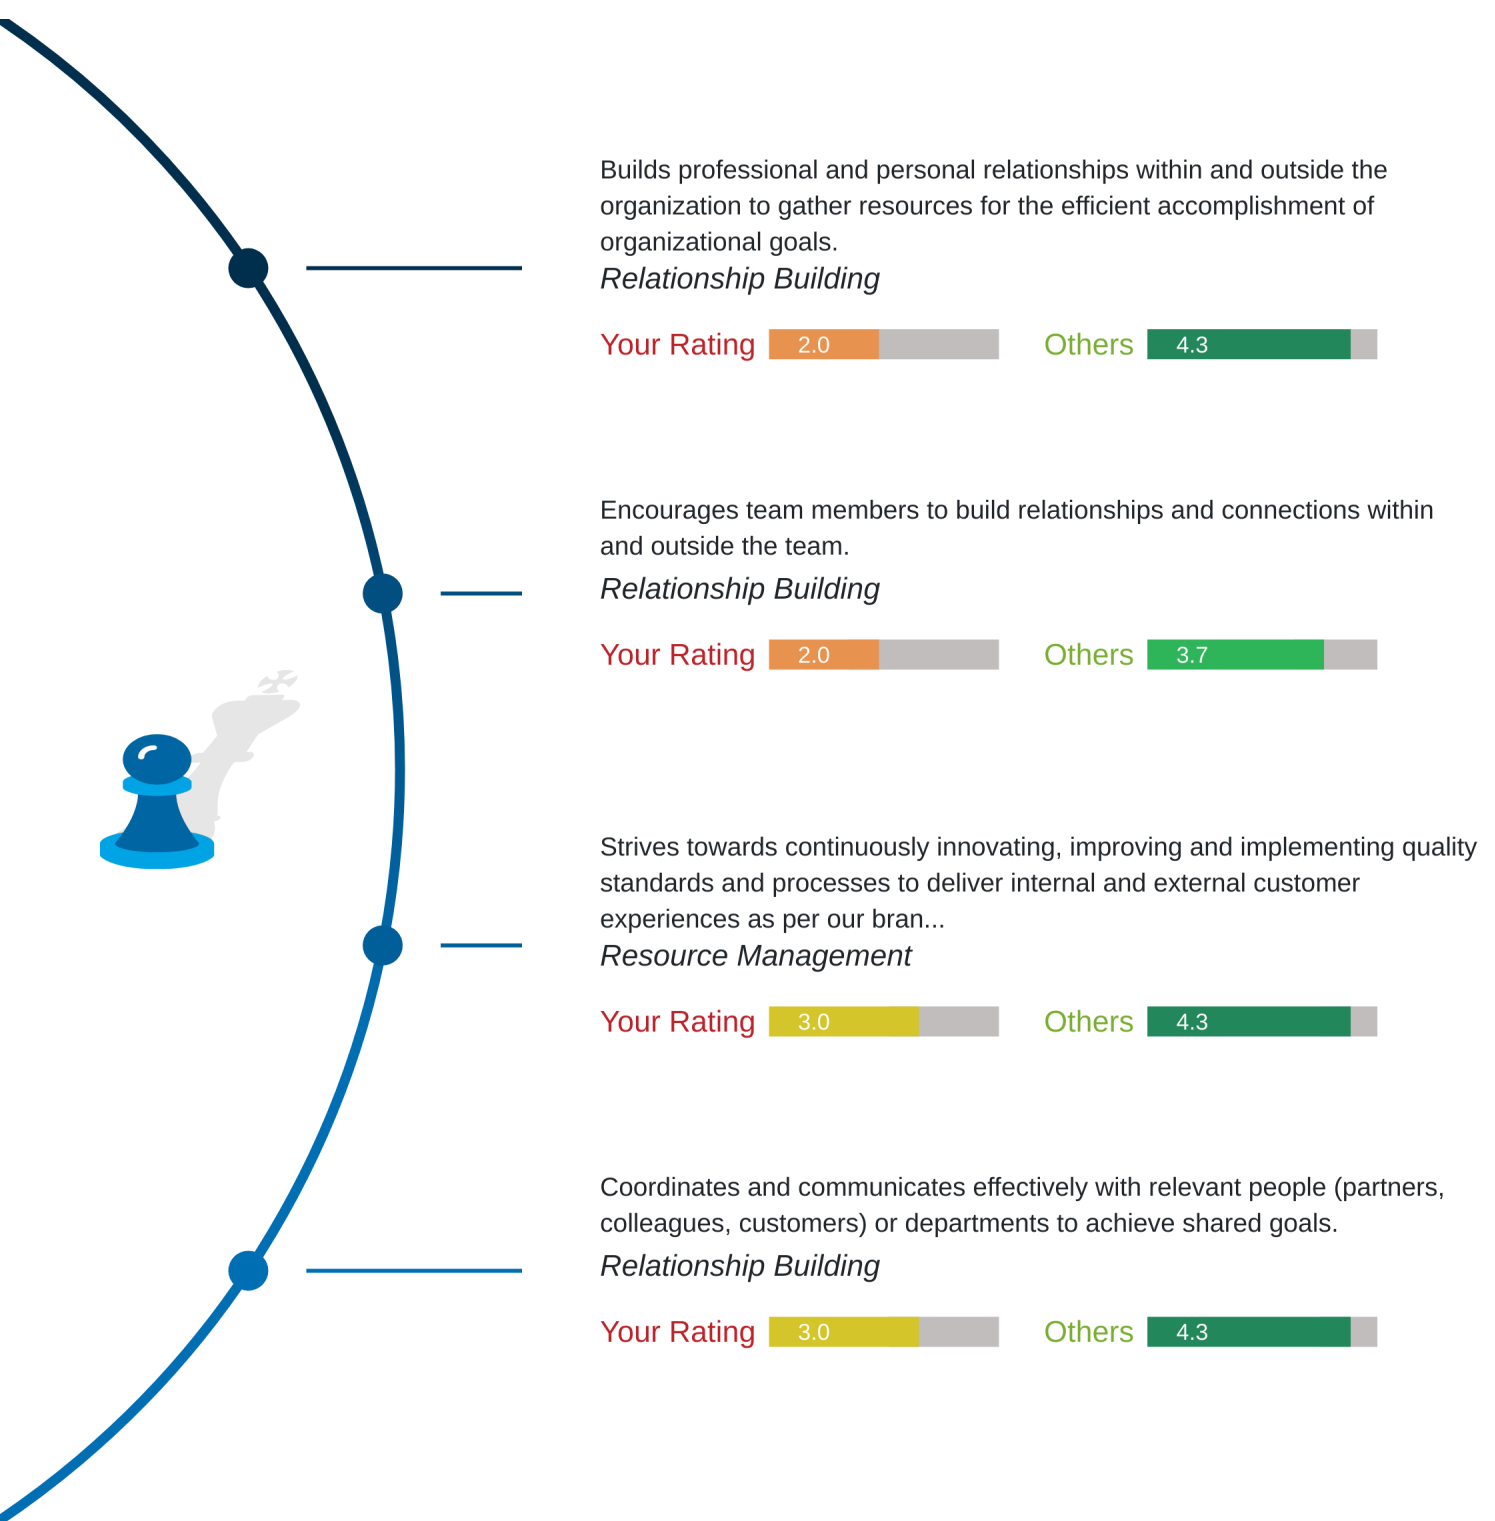 Builds professional and personal relationships within and outside the
organization to gather resources for the efficient accomplishment of
organizational goals.
Relationship Building
Your Rating 2.0 Others 4.3
Encourages team members to build relationships and connections within
and outside the team.
Relationship Building
Your Rating 2.0 Others 3.7
Strives towards continuously innovating, improving and implementing quality
standards and processes to deliver internal and external customer
experiences as per our bran...
Resource Management
Your Rating 3.0 Others 4.3
Coordinates and communicates effectively with relevant people (partners,
colleagues, customers) or departments to achieve shared goals.
Relationship Building
Your Rating 3.0 Others 4.3